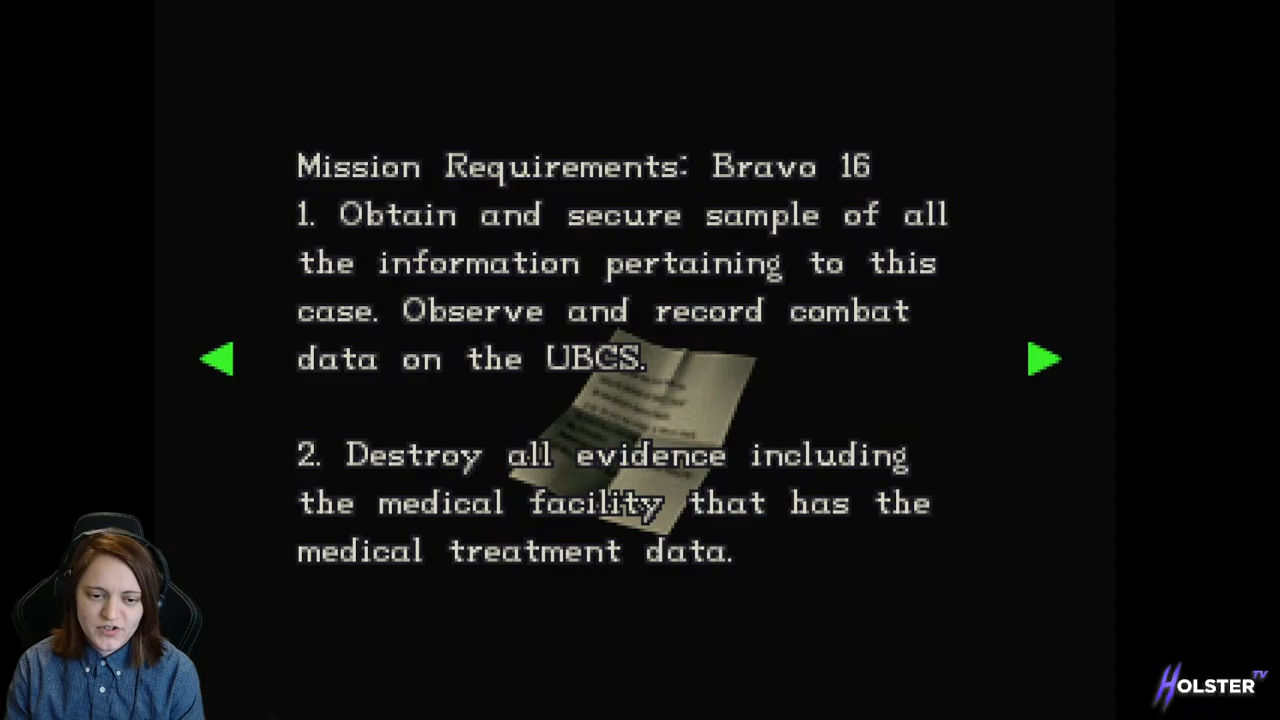 Mission Requirements: Bravo 16
1. Obtain and secure sample of all
the information pertaining to this
case. Observe and record combat
data on the UBCS.
2. Destroy all evidence including
the medical facility that has the
medical treatment data.
HOLSTER TV